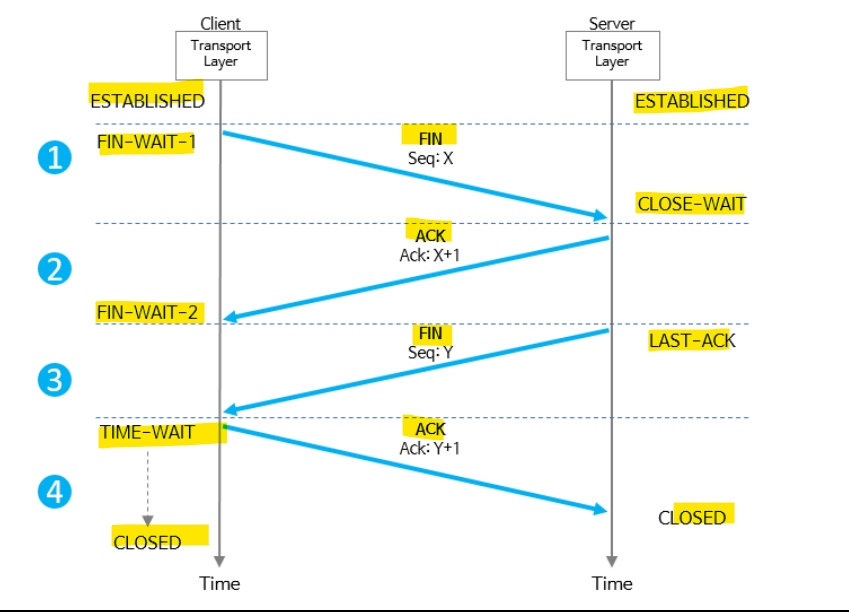 Client
Server
Transport
Layer
Transport
Layer
ESTABLISHED
ESTABLISHED
1
FIN-WAIT-1
FIN
Seq: X
CLOSE-WAIT
2
ACK
Ack: X+1
FIN-WAIT-2
FIN
Seq: Y
LAST-ACK
3
TIME-WAIT
ACK
Ack: Y+1
4
CLOSED
CLOSED
Time
Time